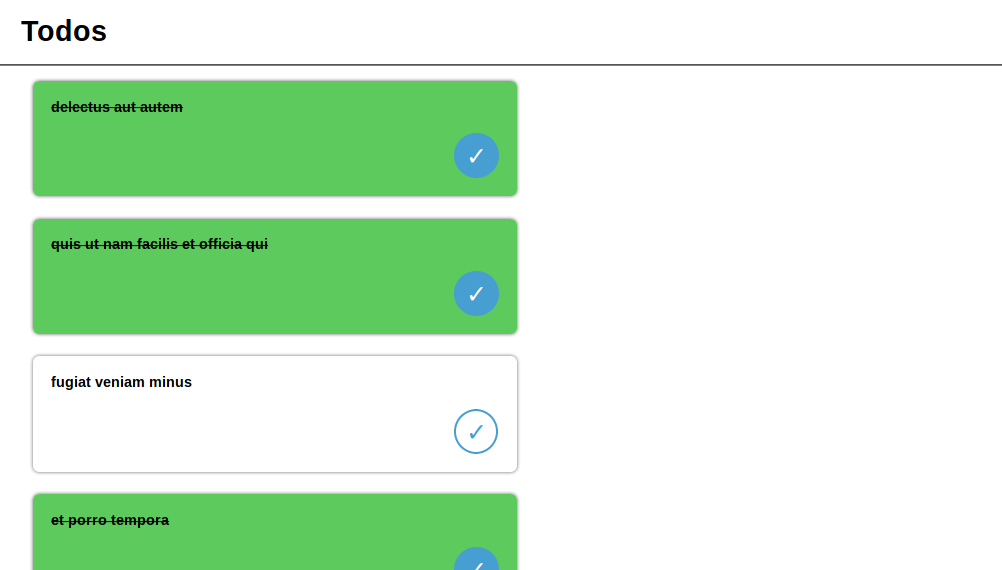 Todos
delectus aut autem
✓
quis ut nam facilis et officia qui
✓
fugiat veniam minus
✓
et porro tempora
✓